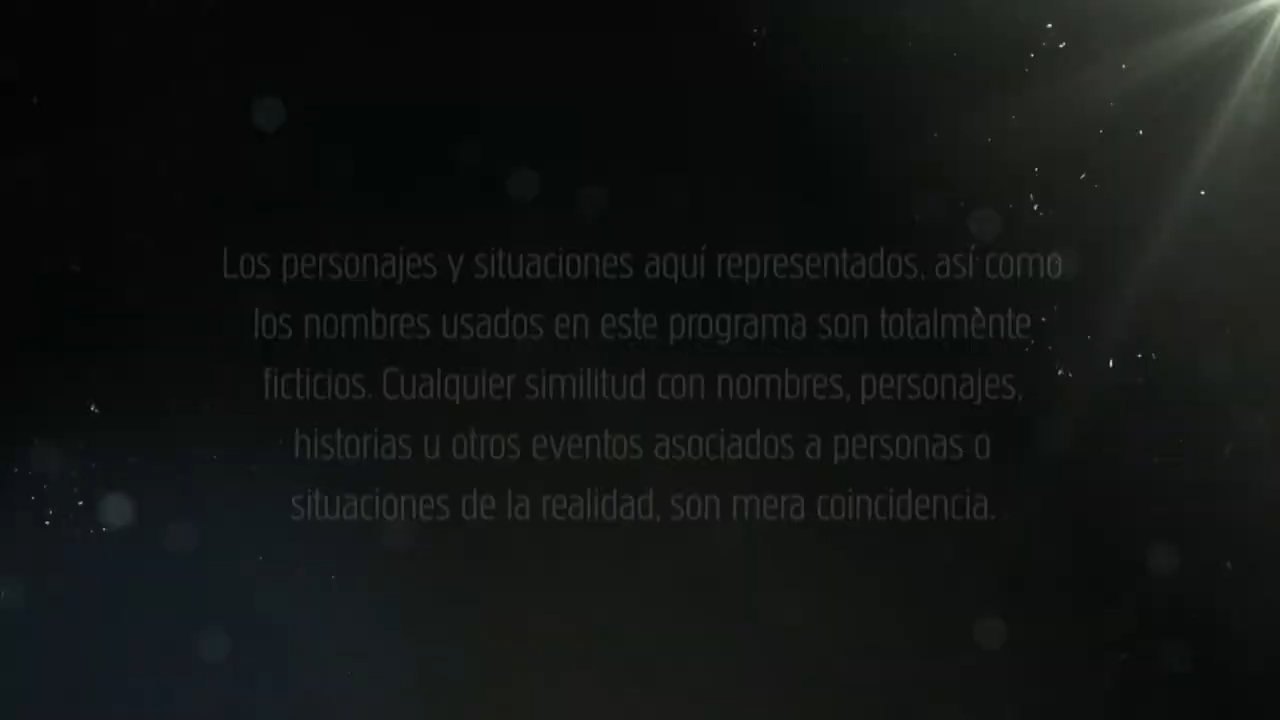 Los personajes y situaciones aquí representados, así como
los nombres usados en este programa son totalmente
ficticios. Cualquier similitud con nombres, personajes,
historias u otros eventos asociados a personas o
situaciones de la realidad, son mera coincidencia.